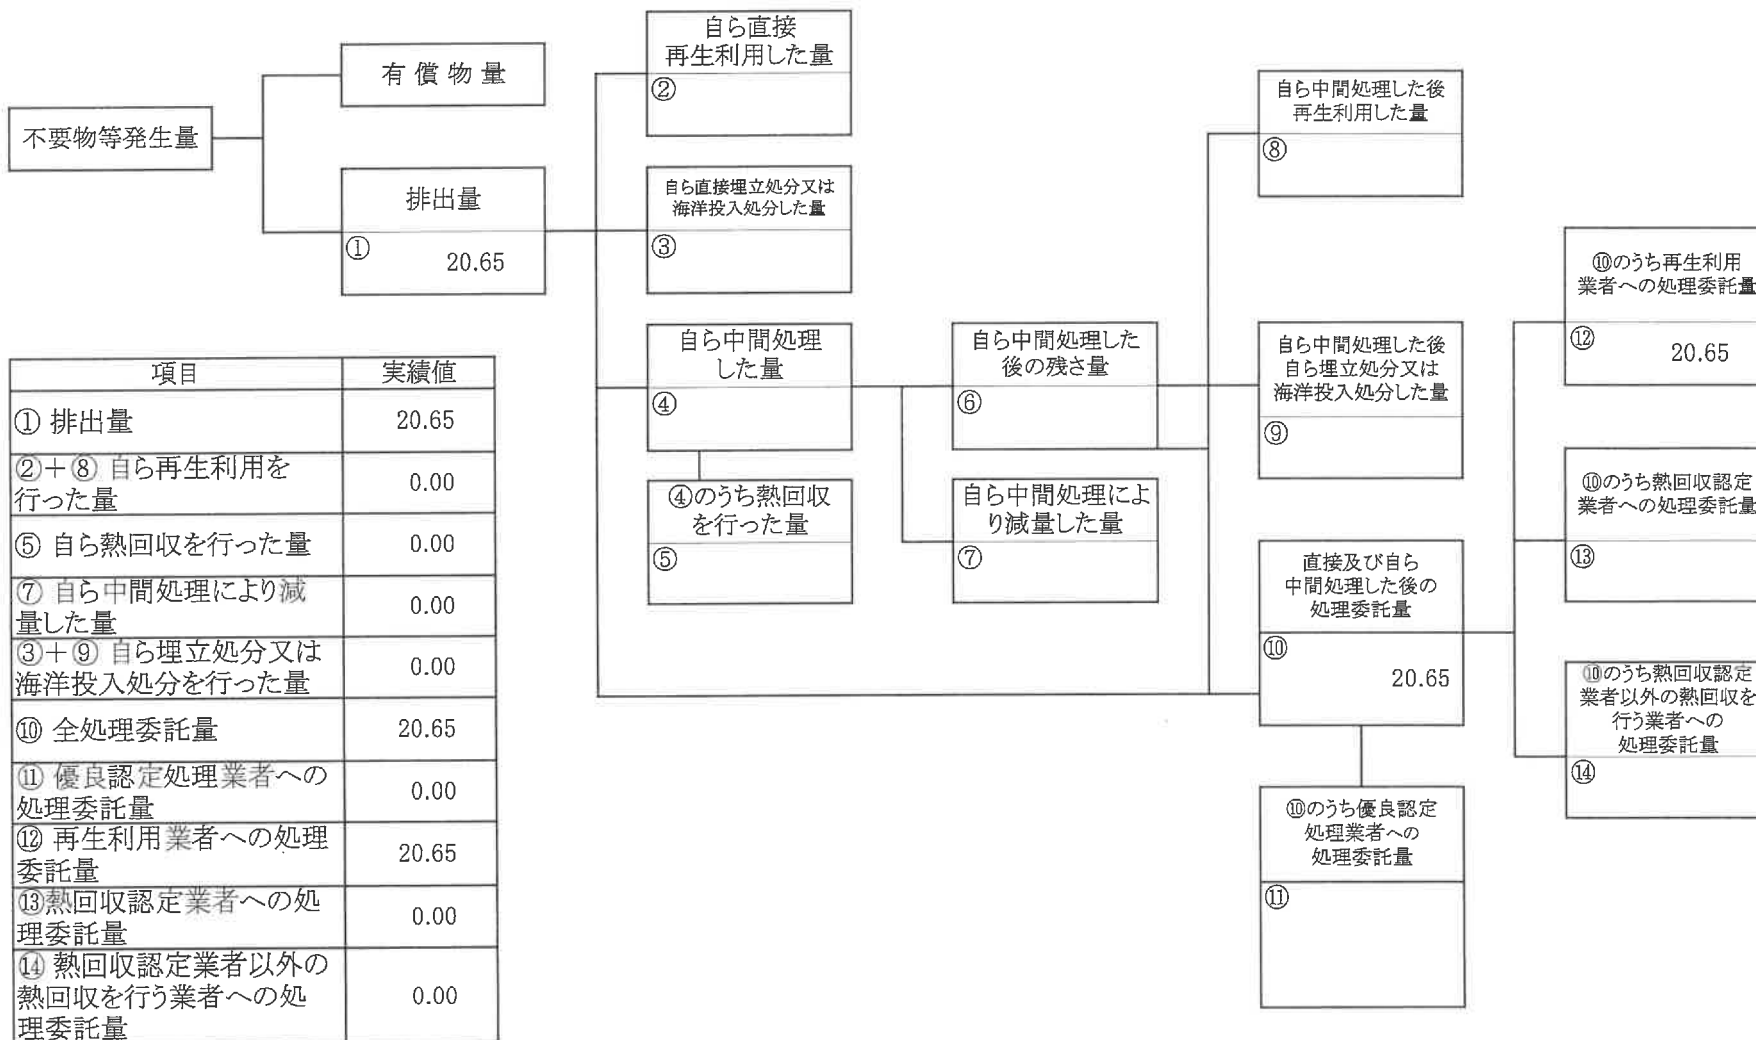 不要物等発生量
有償物量
排出量
①
20.65
自ら直接
再生利用した量
②
自ら直接埋立処分又は
海洋投入処分した量
③
自ら中間処理
した量
④
④のうち熱回収
を行った量
⑤
自ら中間処理した
後の残さ量
⑥
自ら中間処理によ
り減量した量
⑦
自ら中間処理した後
再生利用した量
⑧
自ら中間処理した後
自ら埋立処分又は
海洋投入処分した量
⑨
直接及び自ら
中間処理した後の
処理委託量
⑩
20.65
⑩のうち優良認定
処理業者への
処理委託量
⑪
⑩のうち再生利用
業者への処理委託量
⑫
20.65
⑩のうち熱回収認定
業者への処理委託量
⑬
⑩のうち熱回収認定
業者以外の熱回収を
行う業者への
処理委託量
⑭
項目 実績値
① 排出量 20.65
②+⑧ 自ら再生利用を
行った量 0.00
⑤ 自ら熱回収を行った量 0.00
⑦ 自ら中間処理により減
量した量 0.00
③+⑨ 自ら埋立処分又は
海洋投入処分を行った量 0.00
⑩ 全処理委託量 20.65
⑪ 優良認定処理業者への
処理委託量 0.00
⑫ 再生利用業者への処理
委託量 20.65
⑬熱回収認定業者への処
理委託量 0.00
⑭ 熱回収認定業者以外の
熱回収を行う業者への処
理委託量 0.00